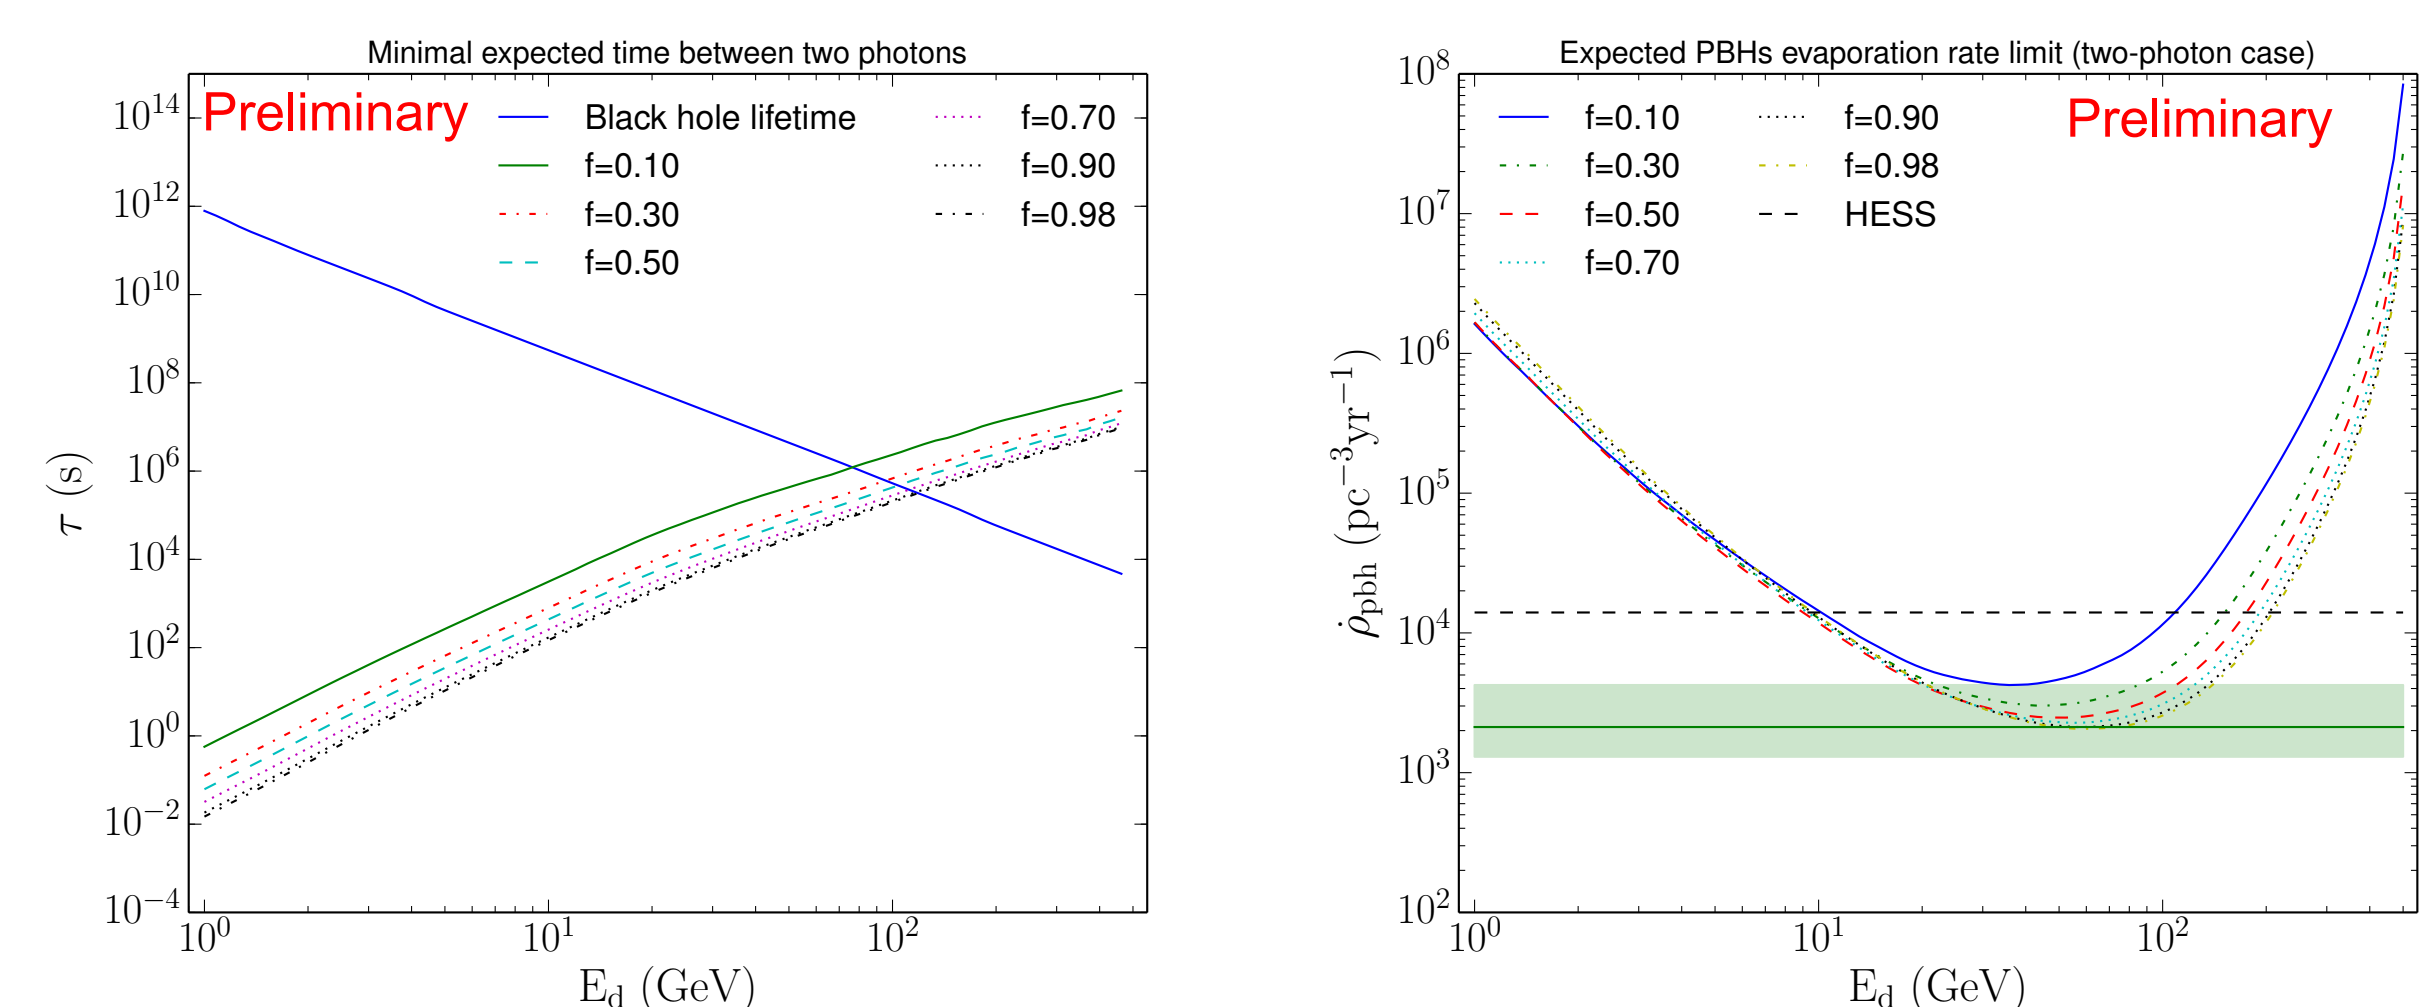 Minimal expected time between two photons
Preliminary
Black hole lifetime
f=0.10
f=0.30
f=0.50
f=0.70
f=0.90
f=0.98
10^14
10^12
10^10
10^8
10^6
10^4
10^2
10^0
10^−2
10^−4
τ (s)
10^0 10^1 10^2
E_d (GeV)
Expected PBHs evaporation rate limit (two-photon case)
Preliminary
f=0.10
f=0.30
f=0.50
f=0.70
f=0.90
f=0.98
HESS
10^8
10^7
10^6
10^5
10^4
10^3
10^2
ρ̇_pbh (pc^−3 yr^−1)
10^0 10^1 10^2
E_d (GeV)